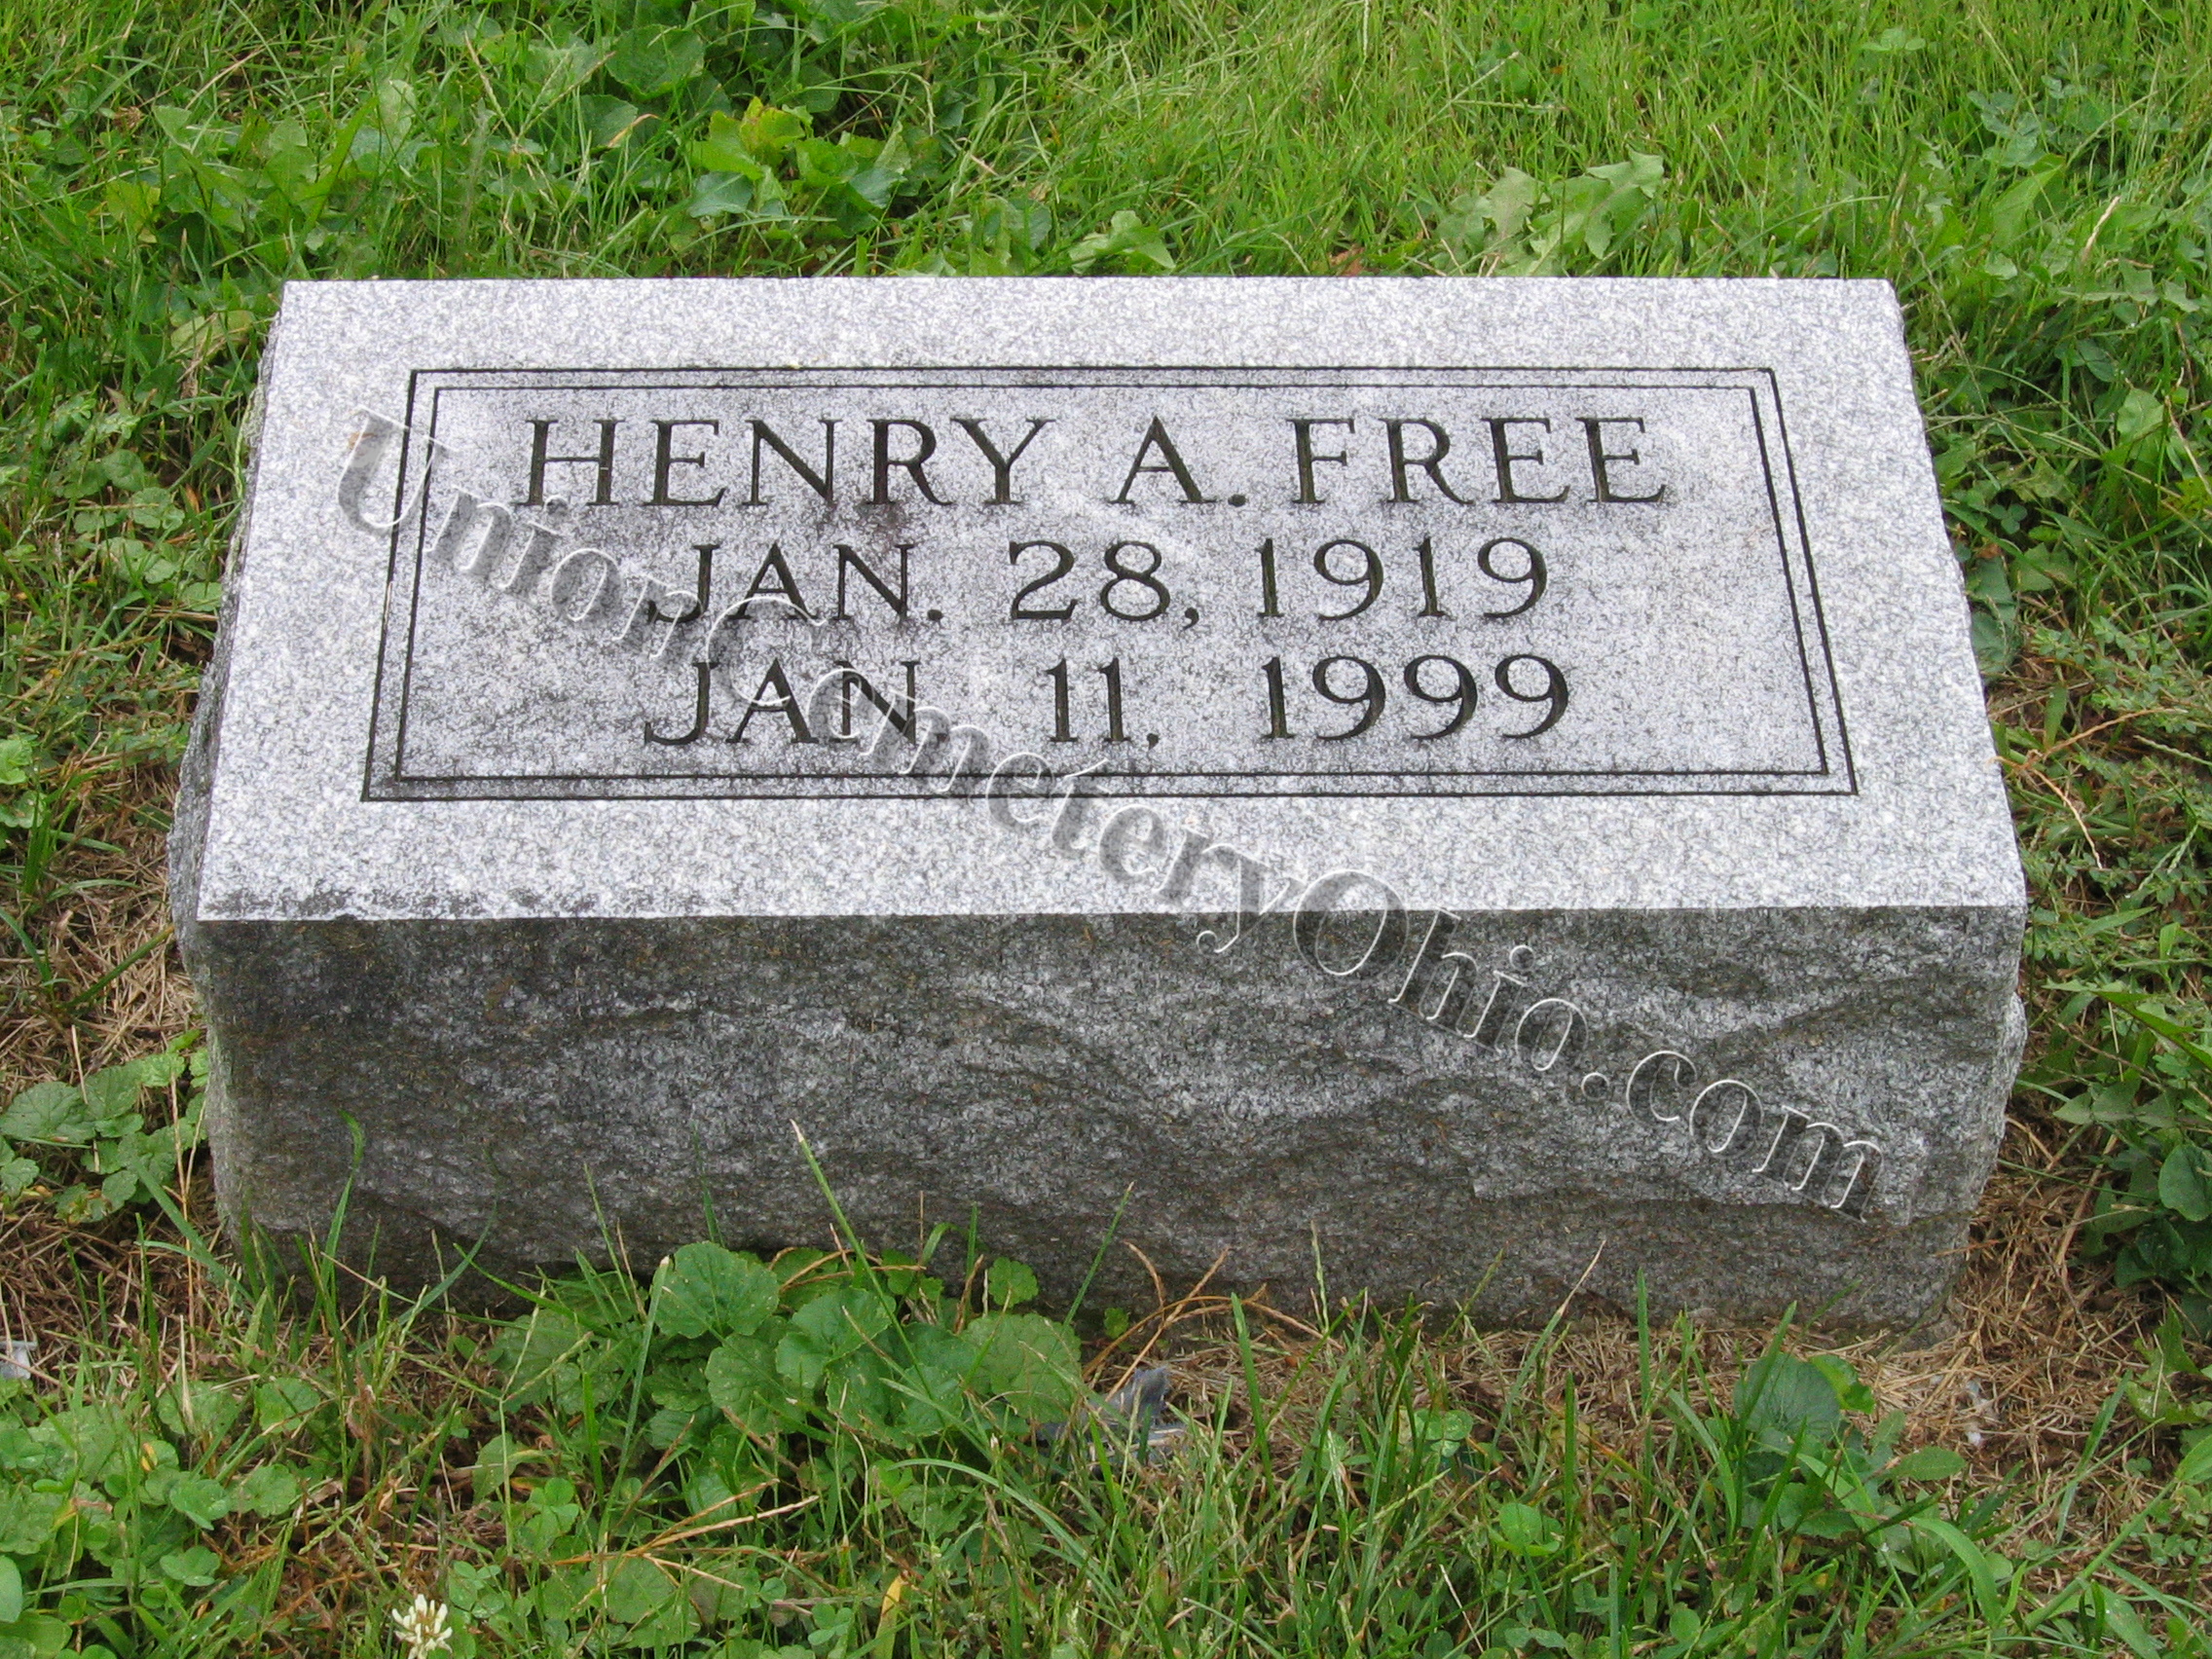 HENRY A. FREE
JAN. 28, 1919
JAN. 11, 1999
UnionCemeteryOhio.com